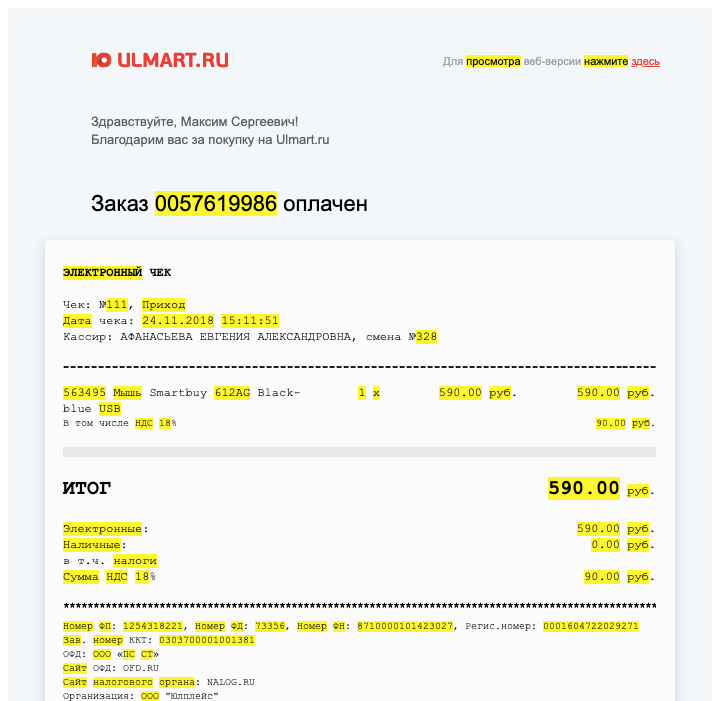 ULMART.RU
Для просмотра веб-версии нажмите здесь
Здравствуйте, Максим Сергеевич!
Благодарим вас за покупку на Ulmart.ru
Заказ 0057619986 оплачен
ЭЛЕКТРОННЫЙ ЧЕК
Чек: №111, Приход
Дата чека: 24.11.2018 15:11:51
Кассир: АФАНАСЬЕВА ЕВГЕНИЯ АЛЕКСАНДРОВНА, смена №328
563495 Мышь Smartbuy 612AG Black- 1 x 590.00 руб. 590.00 руб.
blue USB
В том числе НДС 18% 90.00 руб.
ИТОГ 590.00 руб.
Электронные: 590.00 руб.
Наличные: 0.00 руб.
в т.ч. налоги
Сумма НДС 18% 90.00 руб.
Номер ФП: 1254318221, Номер ФД: 73356, Номер ФН: 8710000101423027, Регис.номер: 0001604722029271
Зав. номер ККТ: 0303700001001381
ОФД: ООО «ПС СТ»
Сайт ОФД: OFD.RU
Сайт налогового органа: NALOG.RU
Организация: ООО "Юлплейс"